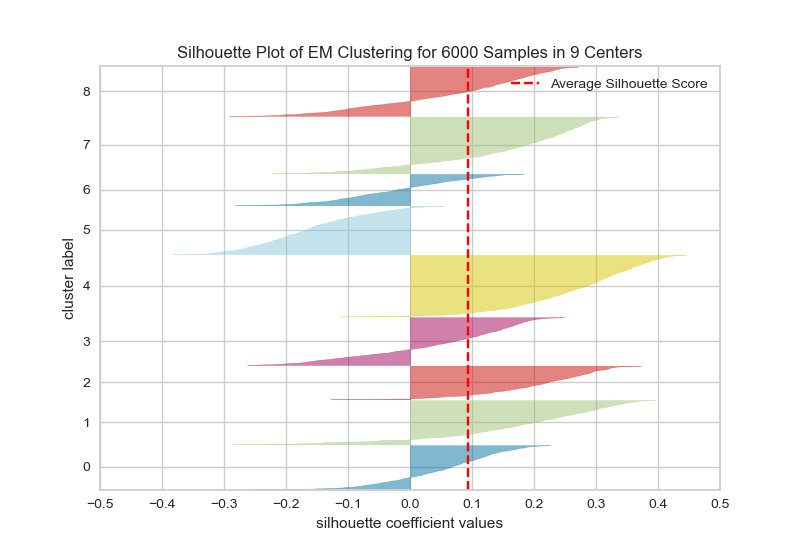 Silhouette Plot of EM Clustering for 6000 Samples in 9 Centers
Average Silhouette Score
8
7
6
5
4
3
2
1
0
cluster label
−0.5 −0.4 −0.3 −0.2 −0.1 0.0 0.1 0.2 0.3 0.4 0.5
silhouette coefficient values